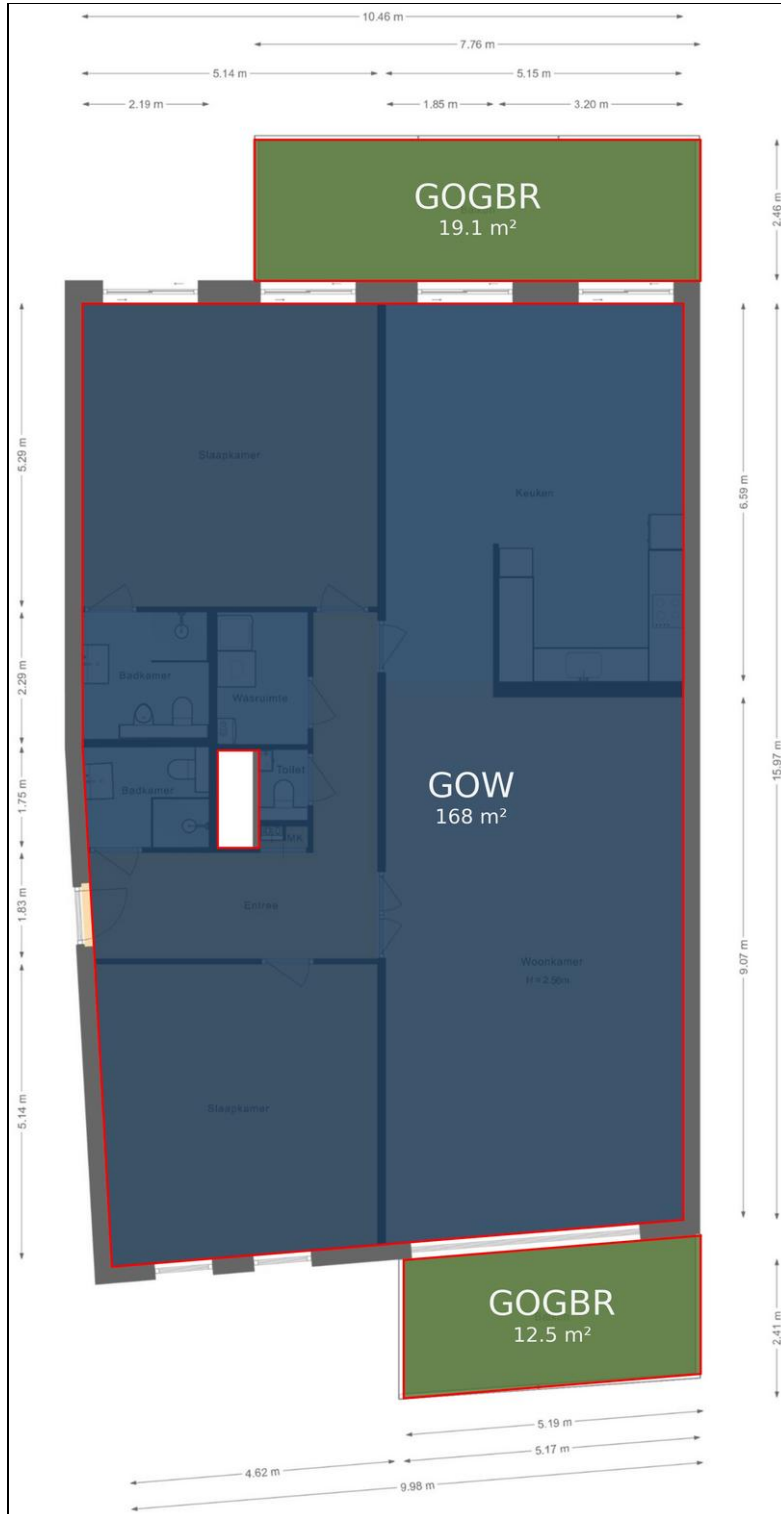 10.46 m
7.76 m
5.14 m
5.15 m
2.19 m
1.85 m
3.20 m
GOGBR
19.1 m²
2.46 m
5.29 m
Slaapkamer
Keuken
6.59 m
2.29 m
Badkamer
Wasruimte
15.97 m
1.75 m
Badkamer
Toilet
MK
GOW
168 m²
1.83 m
Entree
Woonkamer
9.07 m
5.14 m
Slaapkamer
GOGBR
12.5 m²
2.41 m
5.19 m
5.17 m
4.62 m
9.98 m